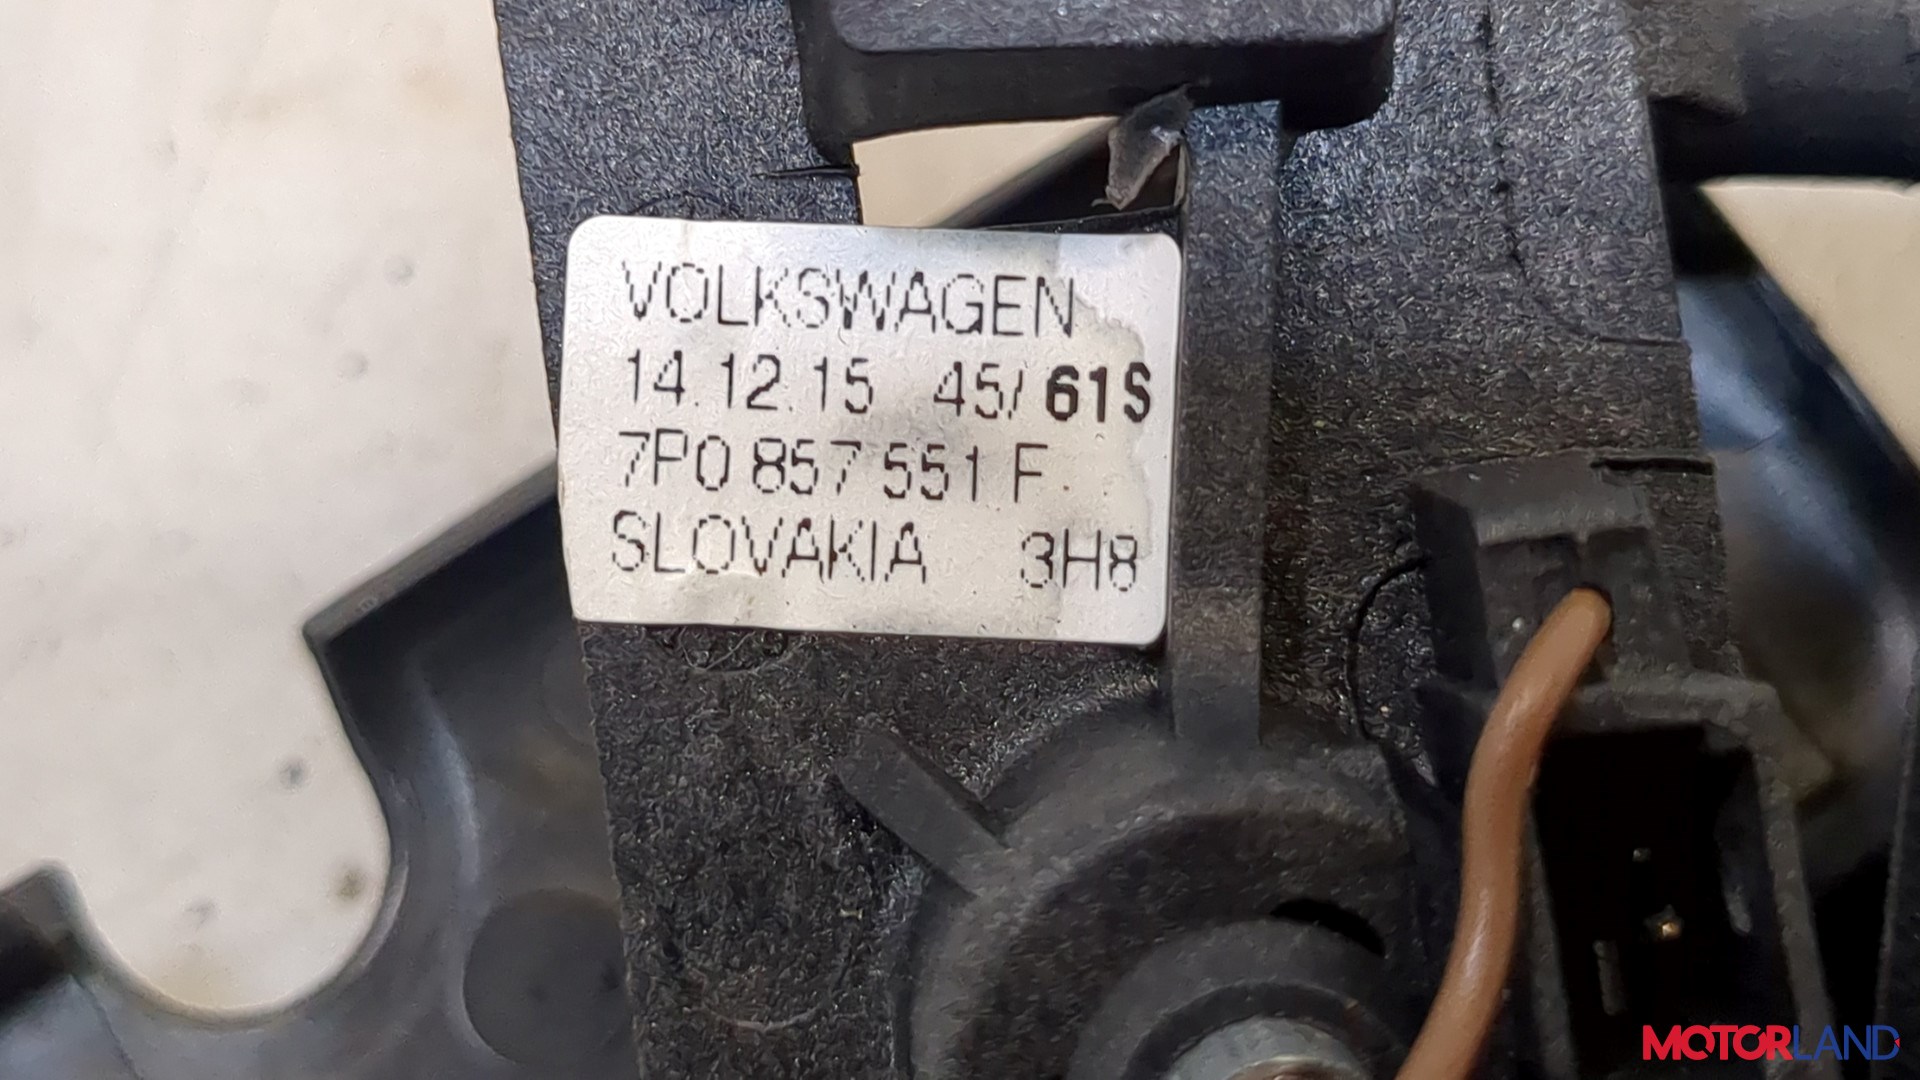 VOLKSWAGEN
14.12.15 45/ 61S
7P0 857 551 F
SLOVAKIA 3H8
MOTORLAND